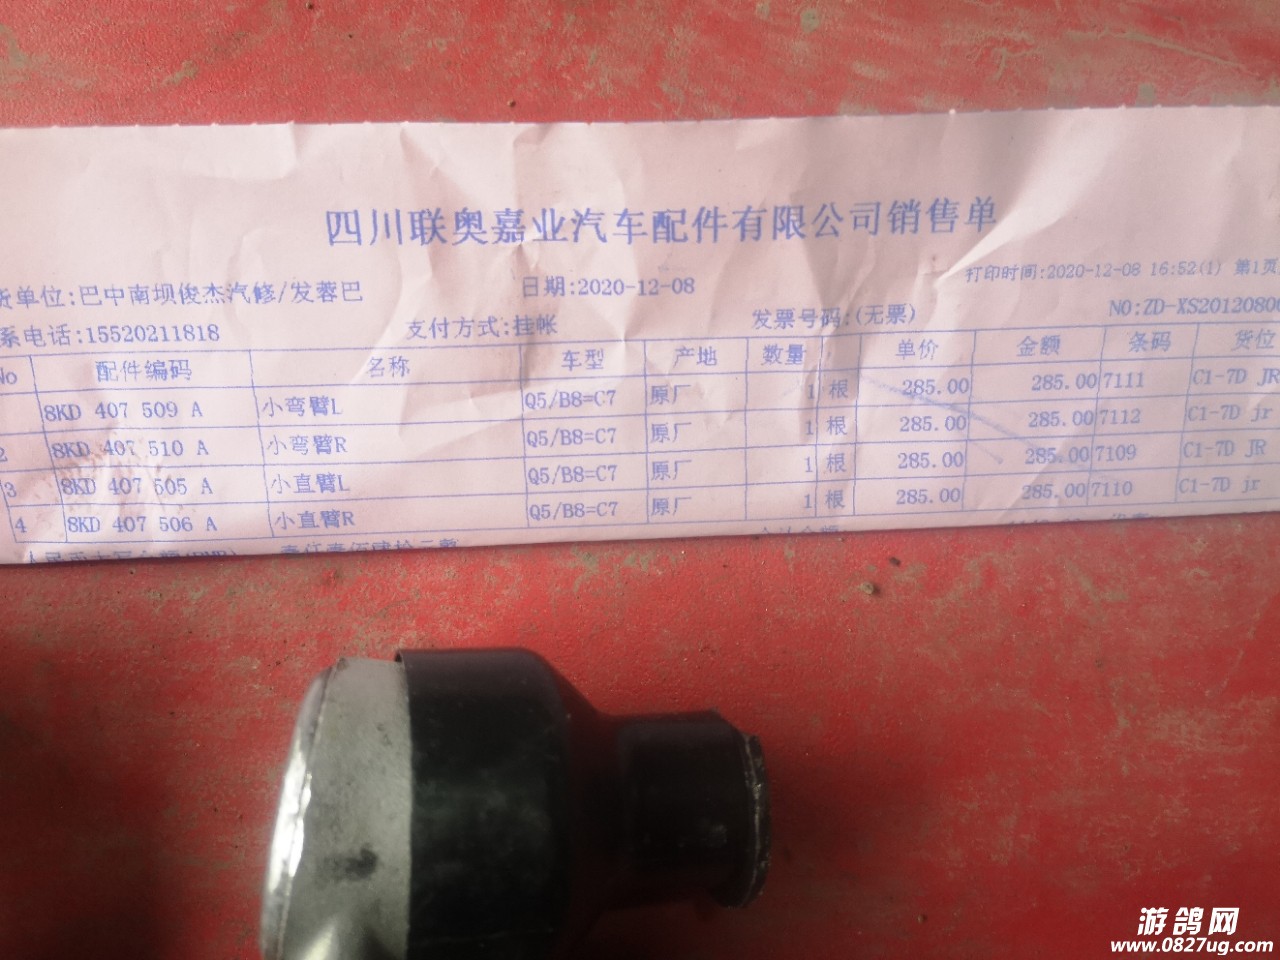 四川联奥嘉业汽车配件有限公司销售单
打印时间:2020-12-08 16:52(1) 第1页
货单位:巴中南坝俊杰汽修/发蓉巴 日期:2020-12-08
系电话:15520211818 支付方式:挂帐 发票号码:(无票) NO:ZD-XS20120800
No 配件编码 名称 车型 产地 数量 单价 金额 条码 货位
8KD 407 509 A 小弯臂L Q5/B8=C7 原厂 1 根 285.00 285.00 7111 C1-7D JR
2 8KD 407 510 A 小弯臂R Q5/B8=C7 原厂 1 根 285.00 285.00 7112 C1-7D jr
3 8KD 407 505 A 小直臂L Q5/B8=C7 原厂 1 根 285.00 285.00 7109 C1-7D JR
4 8KD 407 506 A 小直臂R Q5/B8=C7 原厂 1 根 285.00 285.00 7110 C1-7D jr
游鸽网
www.0827ug.com